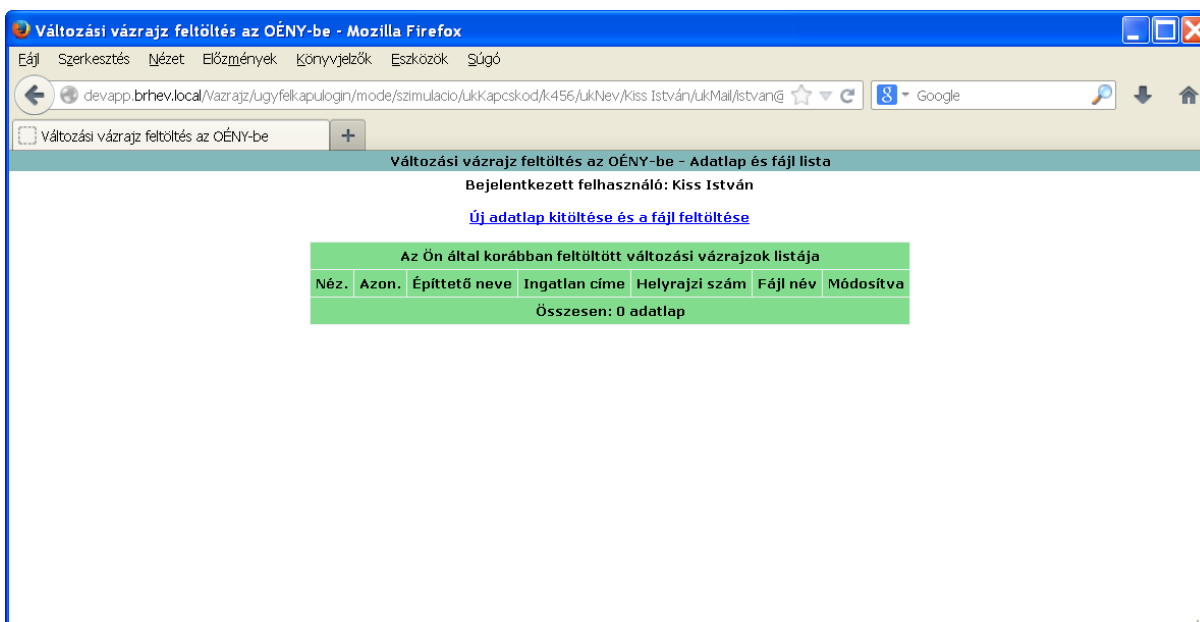 Változási vázrajz feltöltés az OÉNY-be - Mozilla Firefox
Fájl Szerkesztés Nézet Előzmények Könyvjelzők Eszközök Súgó
devapp.brhev.local/Vazrajz/ugyfelkapulogin/mode/szimulacio/ukKapcskod/k456/ukNev/Kiss István/ukMail/istvan@ 8 Google
Változási vázrajz feltöltés az OÉNY-be +
Változási vázrajz feltöltés az OÉNY-be - Adatlap és fájl lista
Bejelentkezett felhasználó: Kiss István
Új adatlap kitöltése és a fájl feltöltése
Az Ön által korábban feltöltött változási vázrajzok listája
Néz. Azon. Építtető neve Ingatlan címe Helyrajzi szám Fájl név Módosítva
Összesen: 0 adatlap